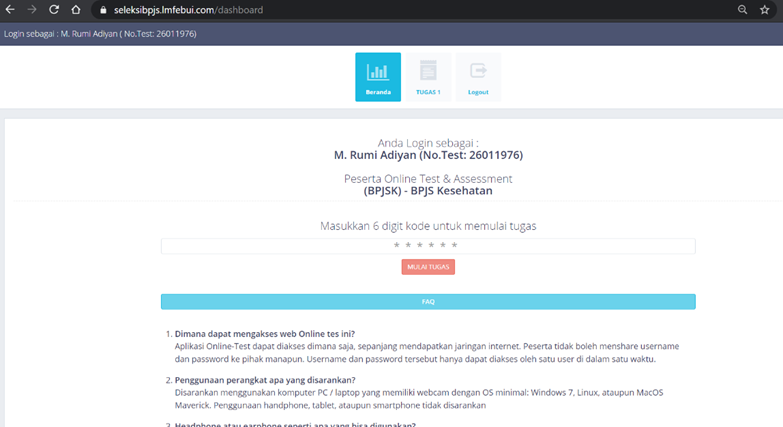 seleksibpjs.lmfebui.com/dashboard
Login sebagai : M. Rumi Adiyan ( No.Test: 26011976)
Beranda
TUGAS 1
Logout
Anda Login sebagai :
M. Rumi Adiyan (No.Test: 26011976)
Peserta Online Test & Assessment
(BPJSK) - BPJS Kesehatan
Masukkan 6 digit kode untuk memulai tugas
* * * * * *
MULAI TUGAS
FAQ
1. Dimana dapat mengakses web Online tes ini?
Aplikasi Online-Test dapat diakses dimana saja, sepanjang mendapatkan jaringan internet. Peserta tidak boleh menshare username
dan password ke pihak manapun. Username dan password tersebut hanya dapat diakses oleh satu user di dalam satu waktu.
2. Penggunaan perangkat apa yang disarankan?
Disarankan menggunakan komputer PC / laptop yang memiliki webcam dengan OS minimal: Windows 7, Linux, ataupun MacOS
Maverick. Penggunaan handphone, tablet, ataupun smartphone tidak disarankan
3. Headphone atau earphone seperti apa yang bisa digunakan?